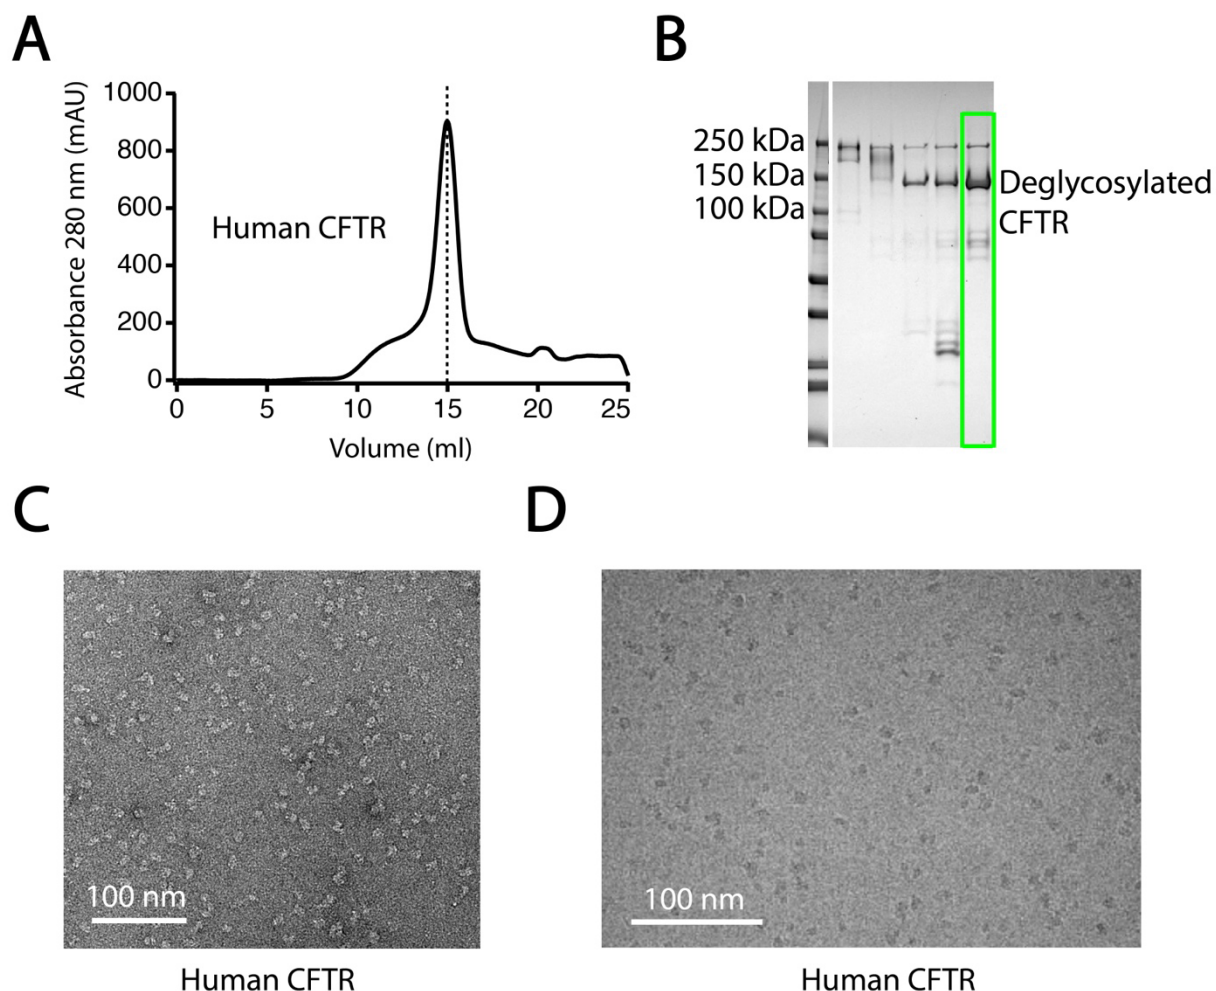 A
Absorbance 280 nm (mAU)
1000
800
600
400
200
0
Human CFTR
0 5 10 15 20 25
Volume (ml)
B
250 kDa
150 kDa
100 kDa
Deglycosylated
CFTR
C
100 nm
Human CFTR
D
100 nm
Human CFTR